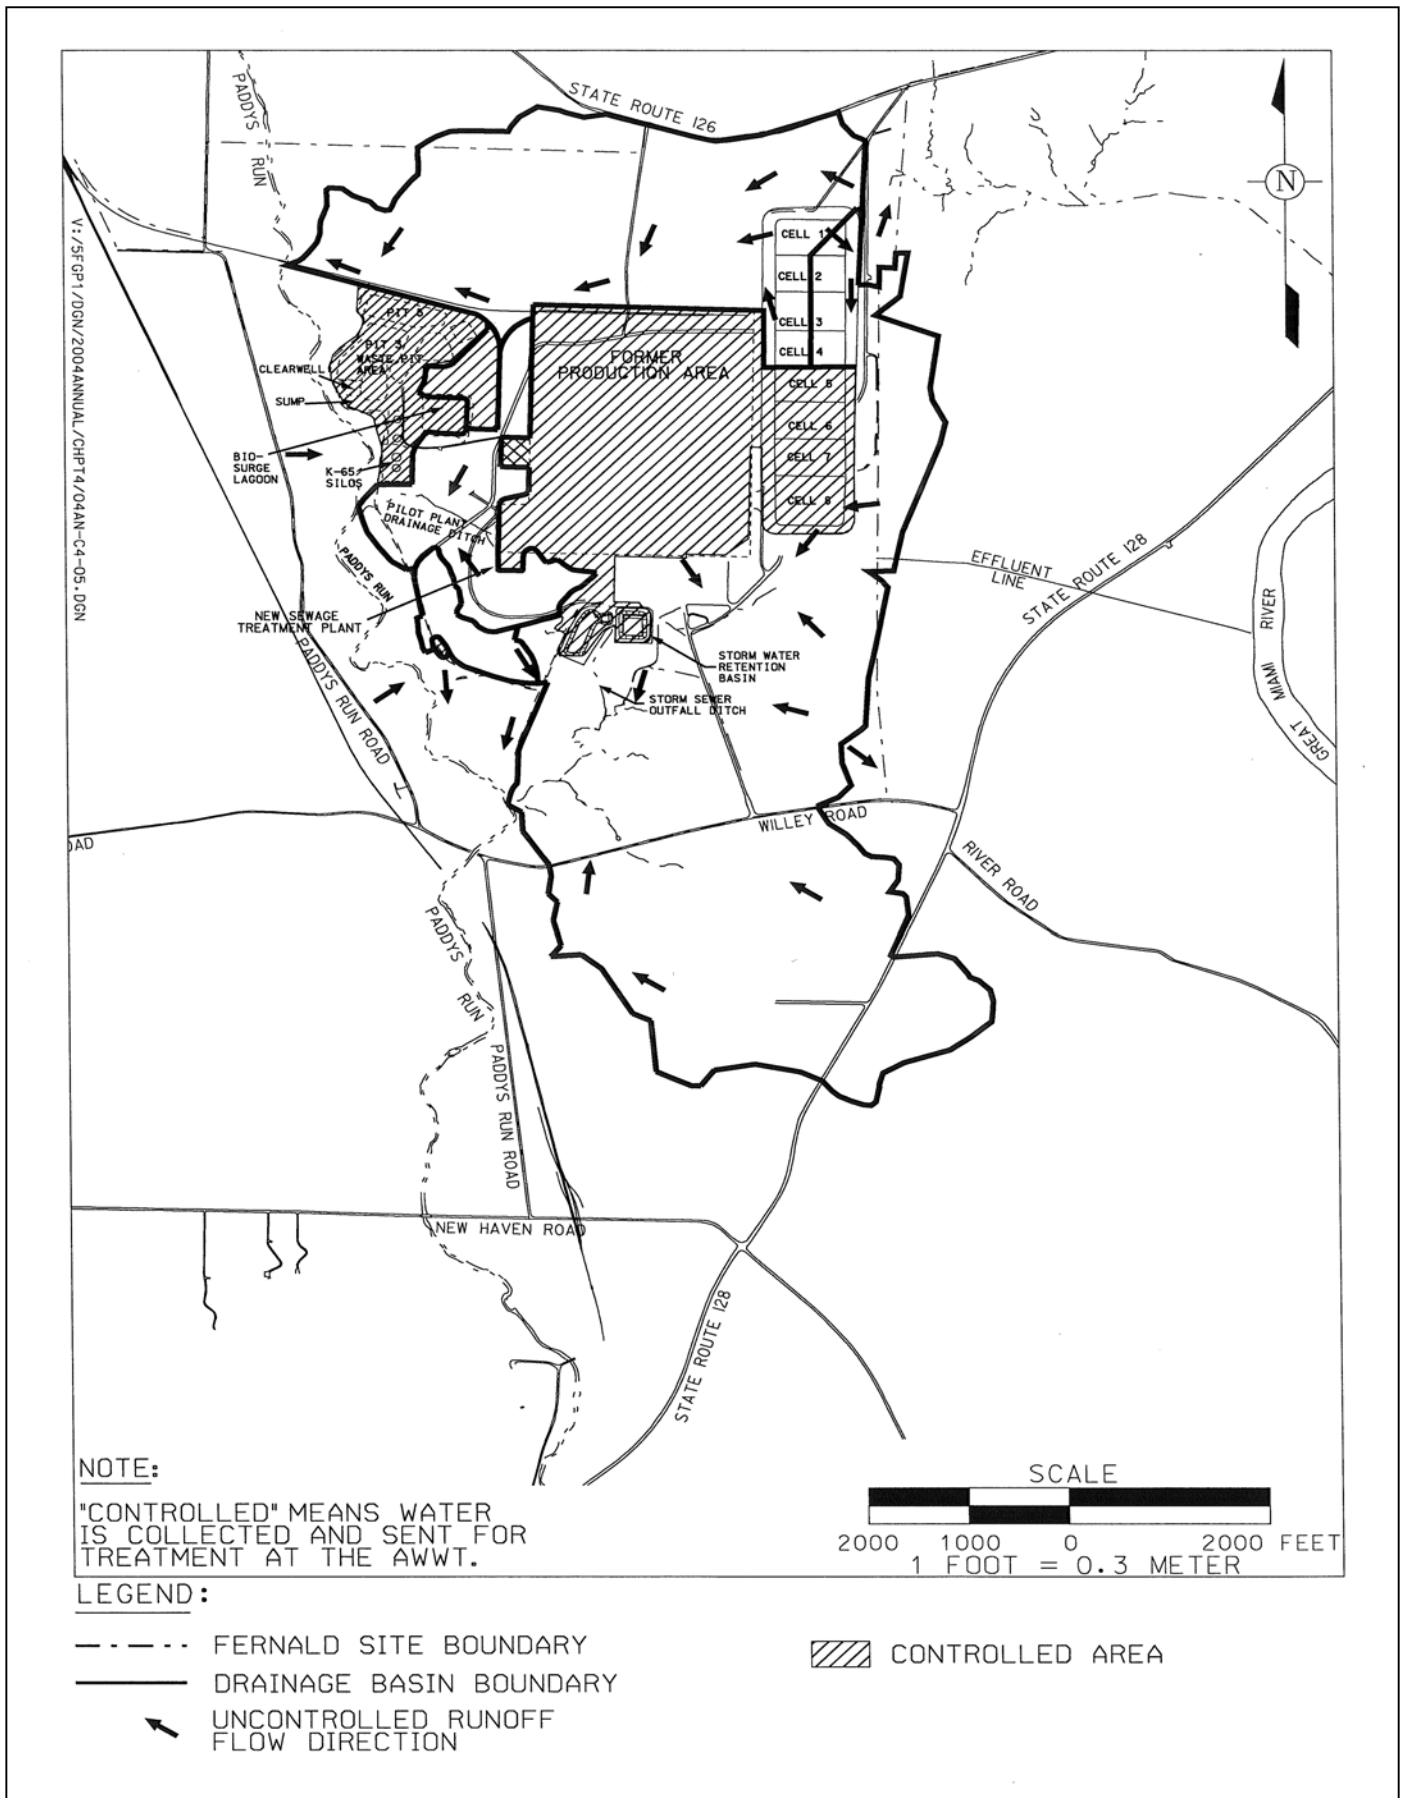 STATE ROUTE 126
PADDYS
RUN
N
V:/5FGP1/DGN/2004ANNUAL/CHPT4/04AN-C4-05.DGN
CELL 1
CELL 2
CELL 3
CELL 4
CELL 5
CELL 6
CELL 7
CELL 8
PIT 5
PIT 3
WASTE PIT
AREA
CLEARWELL
SUMP
BIO-
SURGE
LAGOON
K-65
SILOS
FORMER
PRODUCTION AREA
PILOT PLANT
DRAINAGE DITCH
PADDYS RUN
NEW SEWAGE
TREATMENT PLANT
EFFLUENT
LINE
STATE ROUTE 128
GREAT MIAMI RIVER
STORM WATER
RETENTION
BASIN
STORM SEWER
OUTFALL DITCH
PADDYS RUN ROAD
WILLEY ROAD
OAD
RIVER ROAD
PADDYS
RUN
PADDYS RUN ROAD
NEW HAVEN ROAD
STATE ROUTE 128
NOTE:
"CONTROLLED" MEANS WATER
IS COLLECTED AND SENT FOR
TREATMENT AT THE AWWT.
SCALE
2000 1000 0 2000 FEET
1 FOOT = 0.3 METER
LEGEND:
FERNALD SITE BOUNDARY
DRAINAGE BASIN BOUNDARY
UNCONTROLLED RUNOFF
FLOW DIRECTION
CONTROLLED AREA